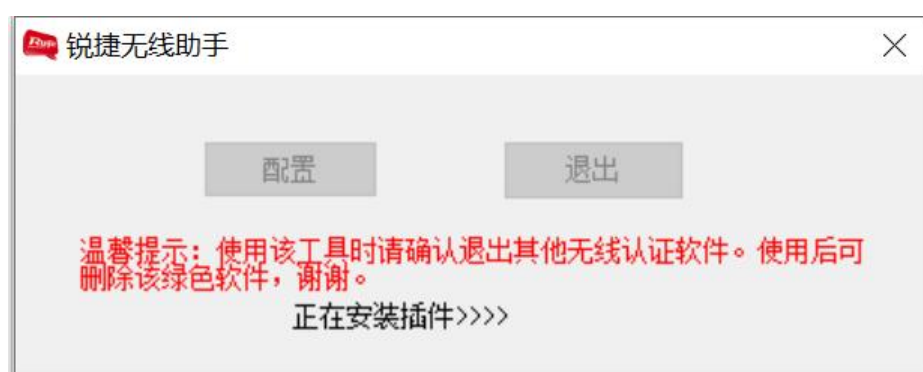 锐捷无线助手
配置 退出
温馨提示：使用该工具时请确认退出其他无线认证软件。使用后可
删除该绿色软件，谢谢。
正在安装插件>>>>